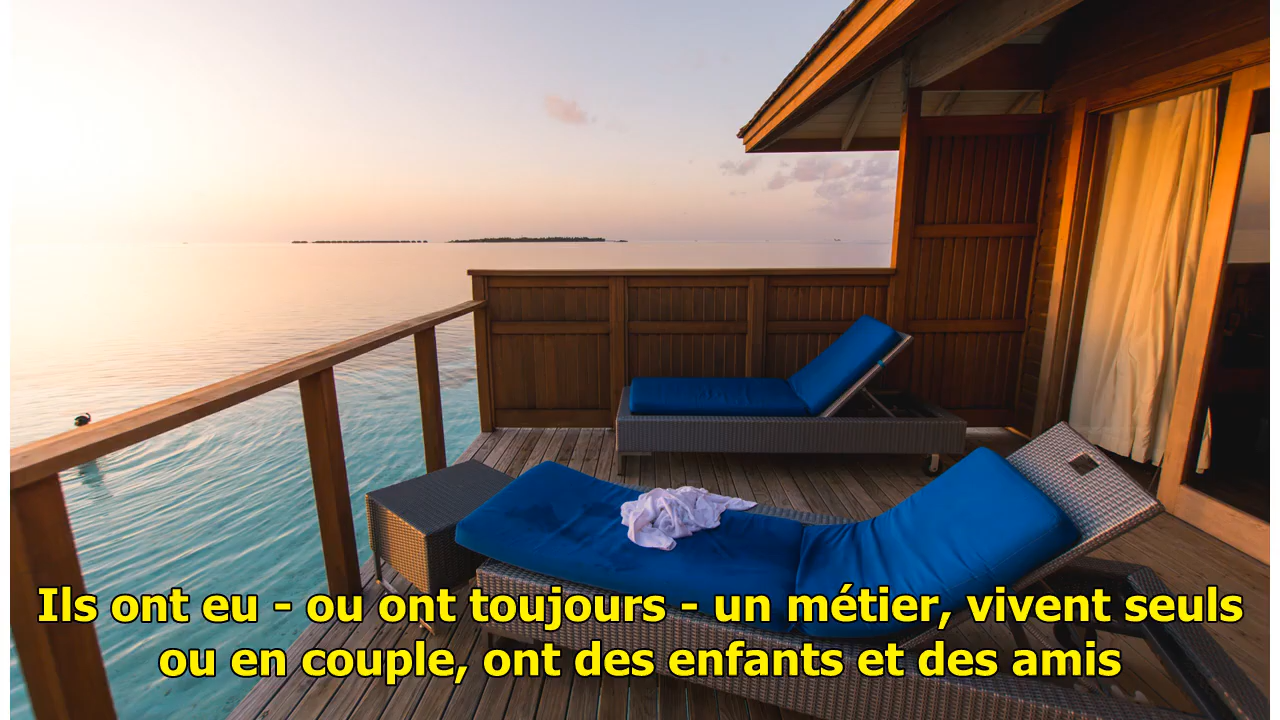 Ils ont eu - ou ont toujours - un métier, vivent seuls
ou en couple, ont des enfants et des amis